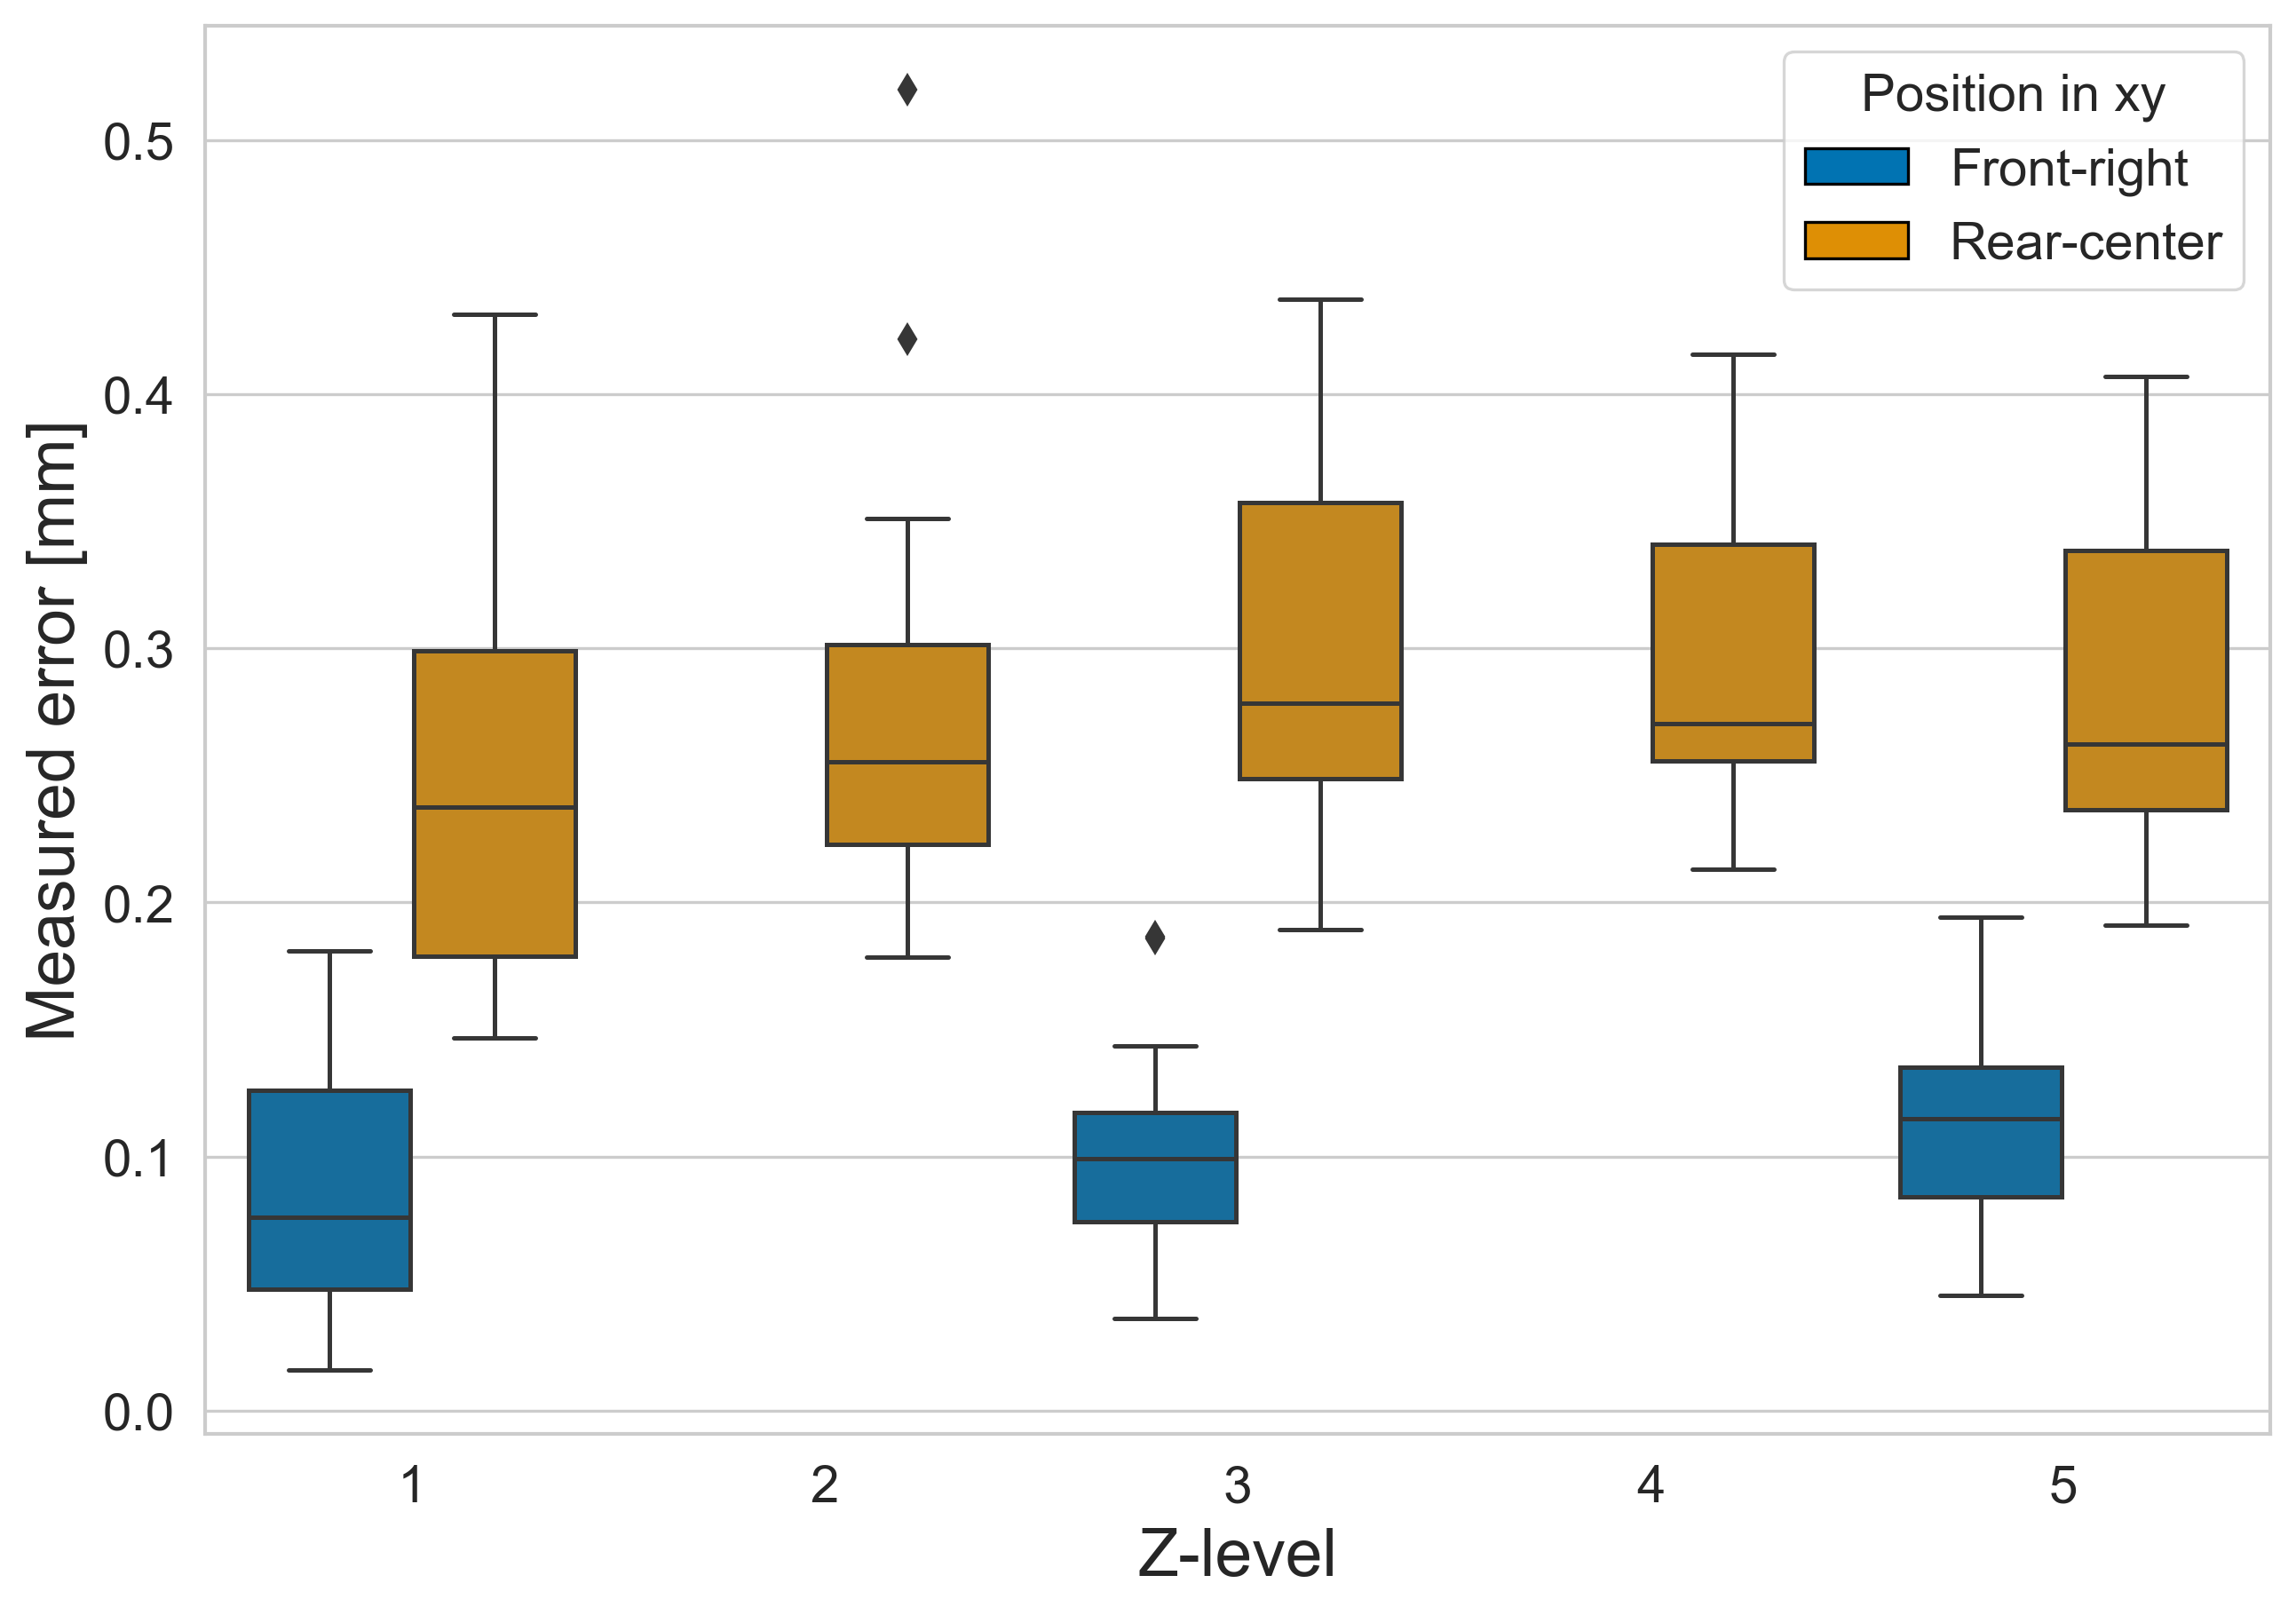 Position in xy
Front-right
Rear-center
Measured error [mm]
0.5
0.4
0.3
0.2
0.1
0.0
1 2 3 4 5
Z-level